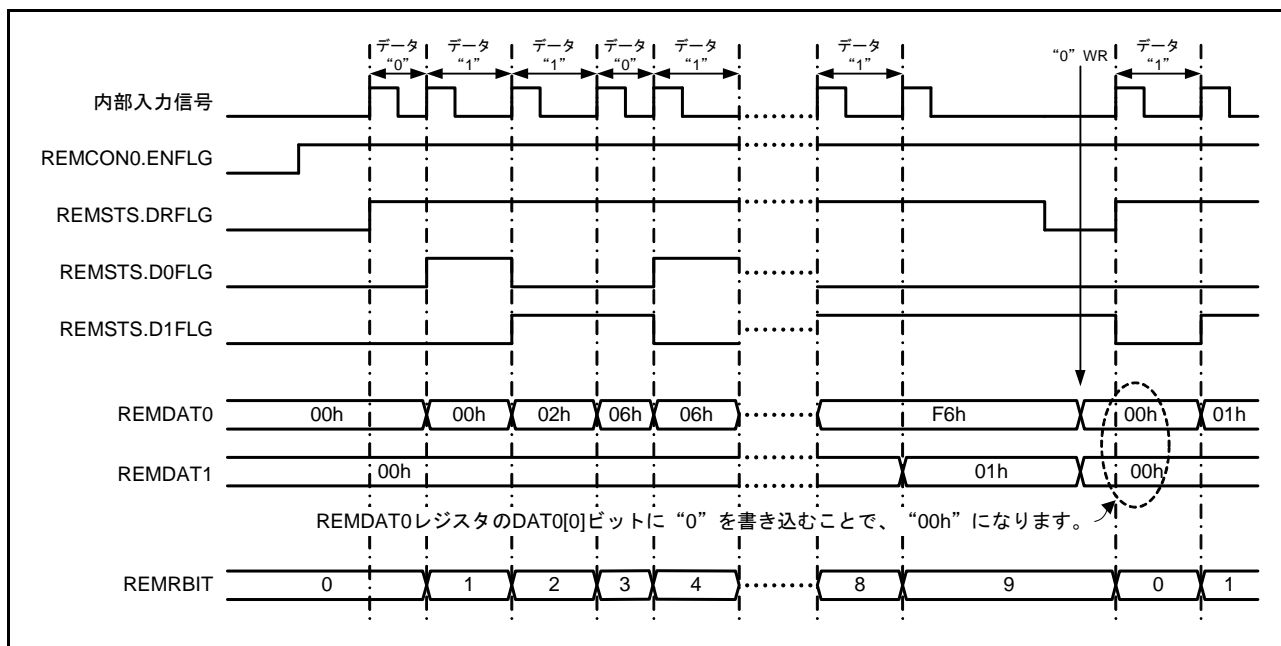 データ データ データ データ データ データ “0” WR データ
“0” “1” “1” “0” “1” “1” “1”
内部入力信号
REMCON0.ENFLG
REMSTS.DRFLG
REMSTS.D0FLG
REMSTS.D1FLG
REMDAT0 00h 00h 02h 06h 06h F6h 00h 01h
REMDAT1 00h 01h 00h
REMDAT0レジスタのDAT0[0]ビットに“0”を書き込むことで、“00h”になります。
REMRBIT 0 1 2 3 4 8 9 0 1